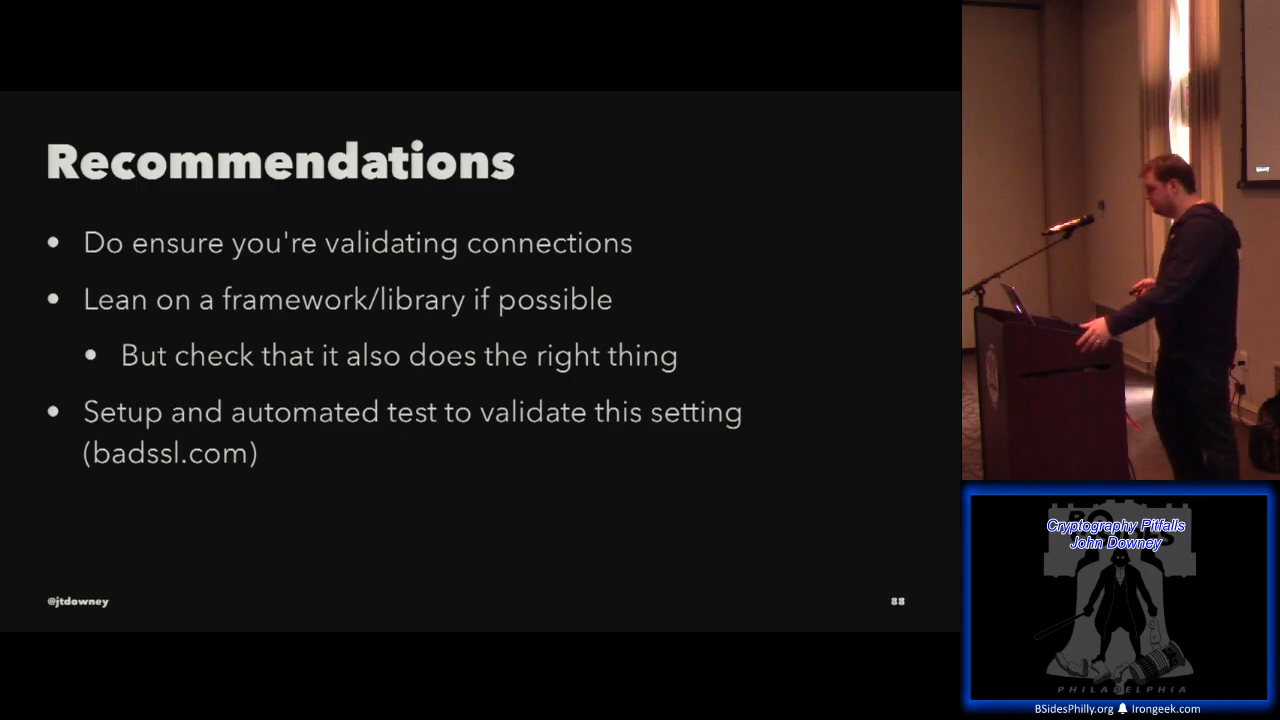 Recommendations
• Do ensure you're validating connections
• Lean on a framework/library if possible
• But check that it also does the right thing
• Setup and automated test to validate this setting
(badssl.com)
@jtdowney
88
Cryptography Pitfalls
John Downey
PHILADELPHIA
BSidesPhilly.org Irongeek.com